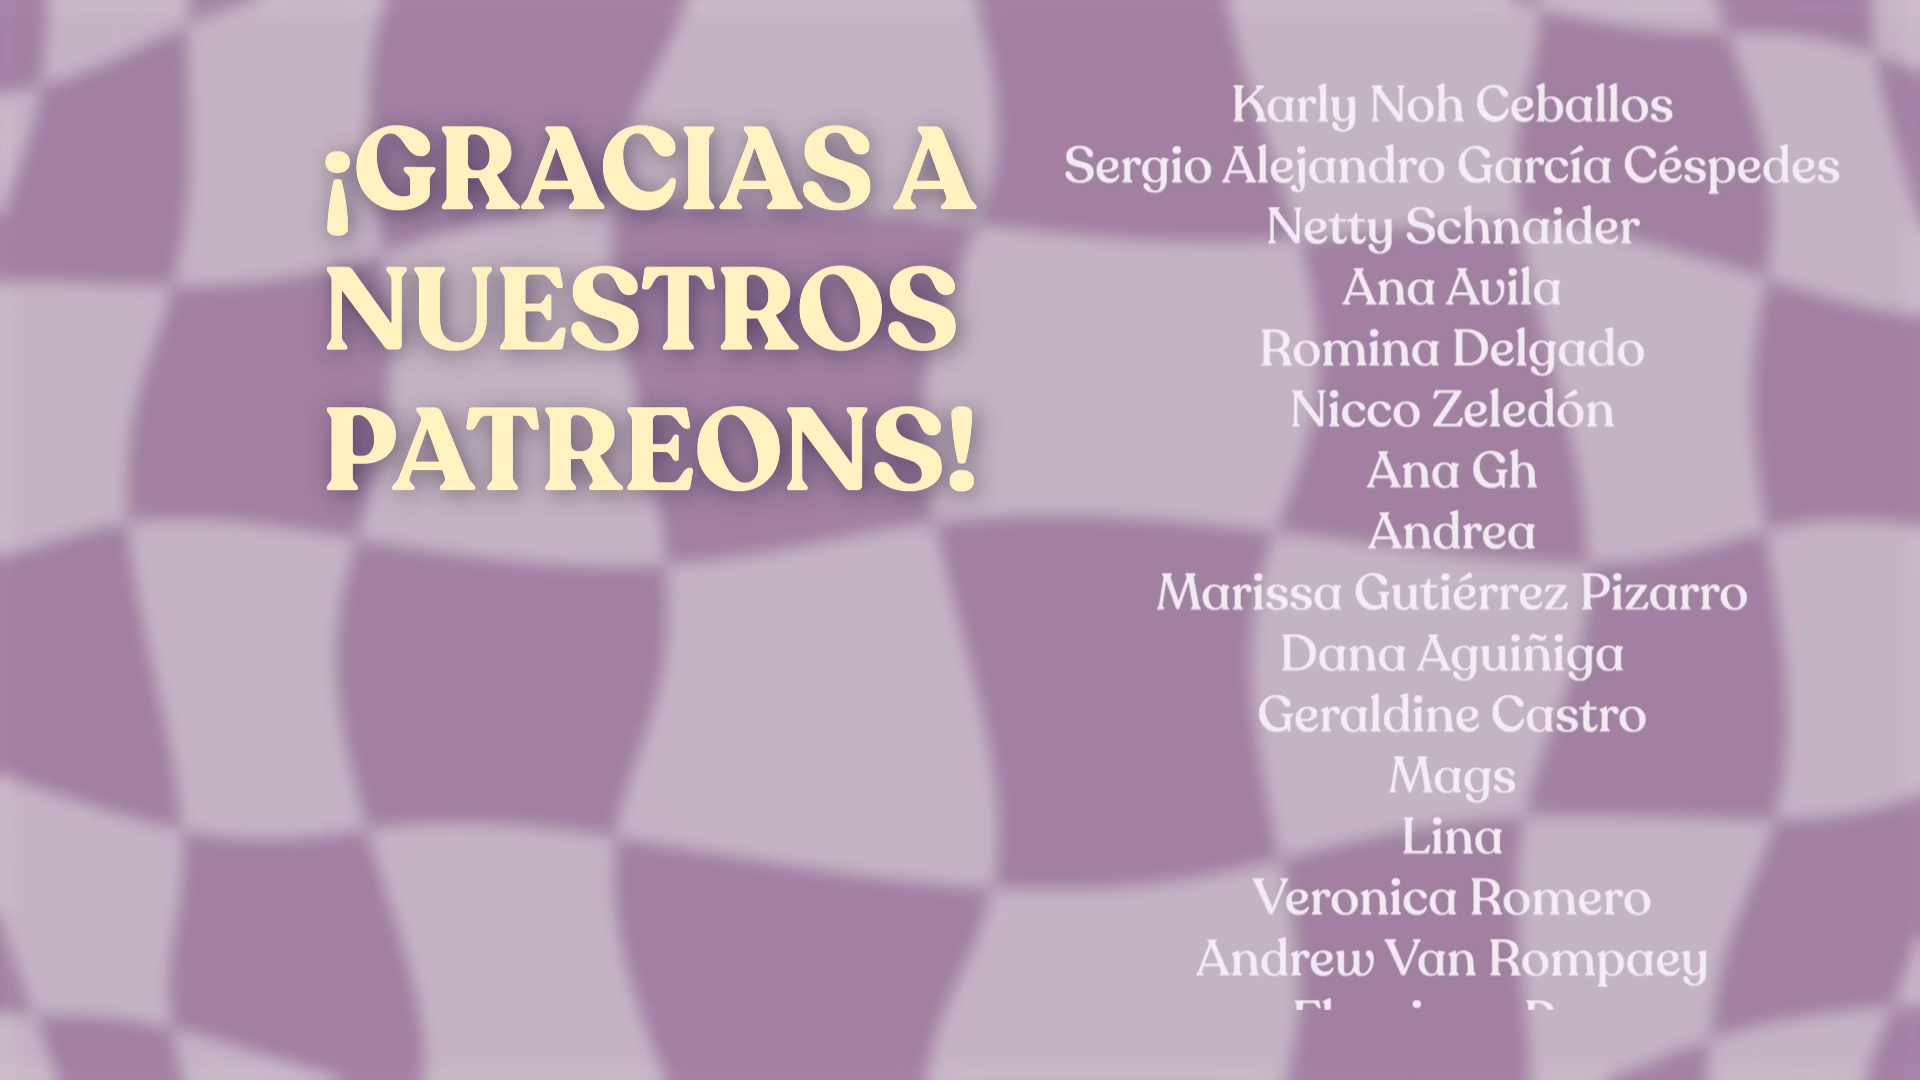 ¡GRACIAS A
NUESTROS
PATREONS!
Karly Noh Ceballos
Sergio Alejandro García Céspedes
Netty Schnaider
Ana Avila
Romina Delgado
Nicco Zeledón
Ana Gh
Andrea
Marissa Gutiérrez Pizarro
Dana Aguiñiga
Geraldine Castro
Mags
Lina
Veronica Romero
Andrew Van Rompaey